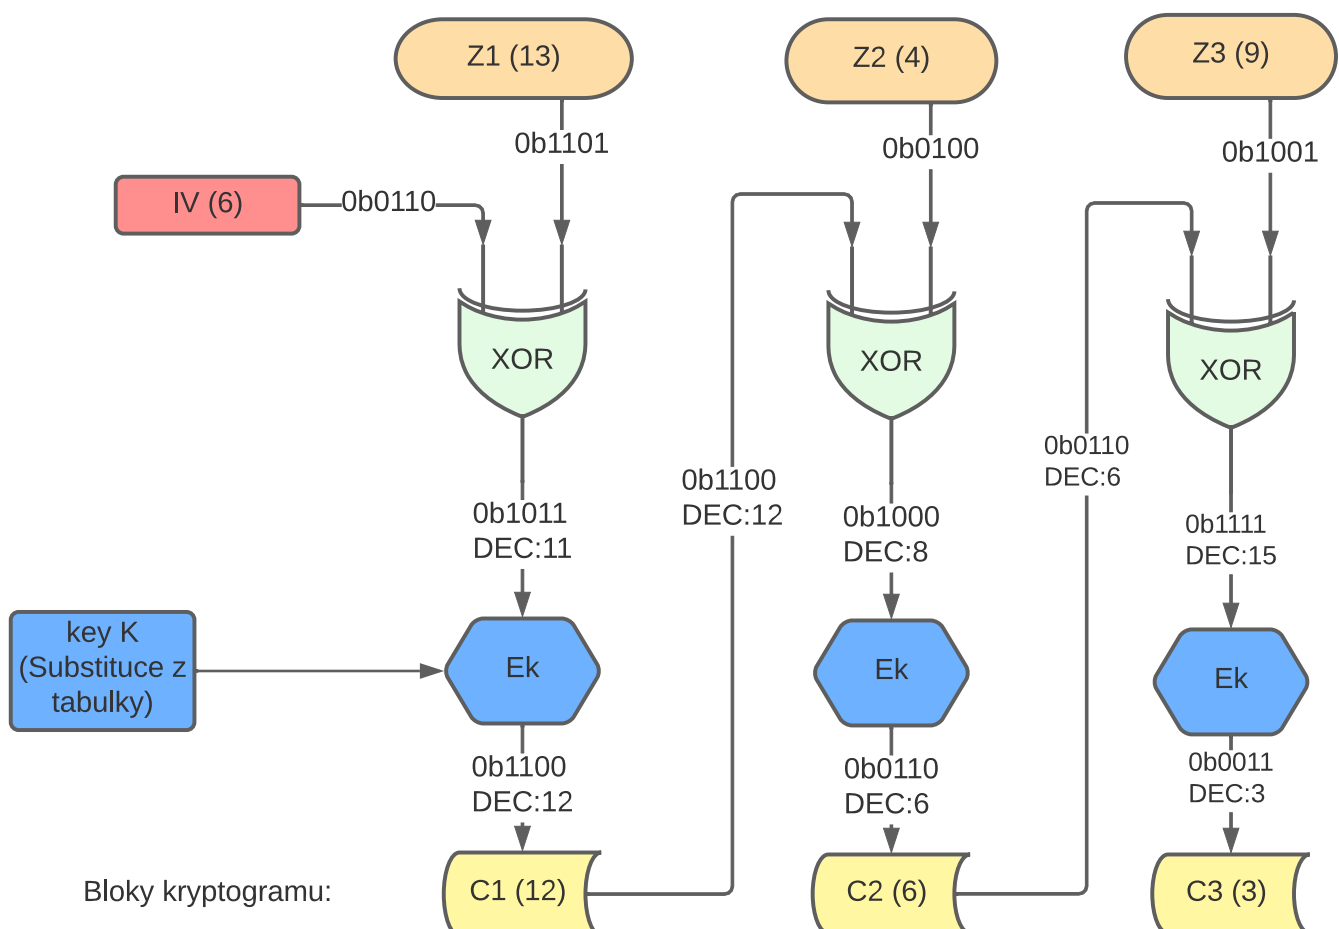 Z1 (13)
Z2 (4)
Z3 (9)
0b1101
0b0100
0b1001
IV (6)
0b0110
XOR
XOR
XOR
0b1011
DEC:11
0b1100
DEC:12
0b1000
DEC:8
0b0110
DEC:6
0b1111
DEC:15
key K
(Substituce z
tabulky)
Ek
Ek
Ek
0b1100
DEC:12
0b0110
DEC:6
0b0011
DEC:3
Bloky kryptogramu:
C1 (12)
C2 (6)
C3 (3)